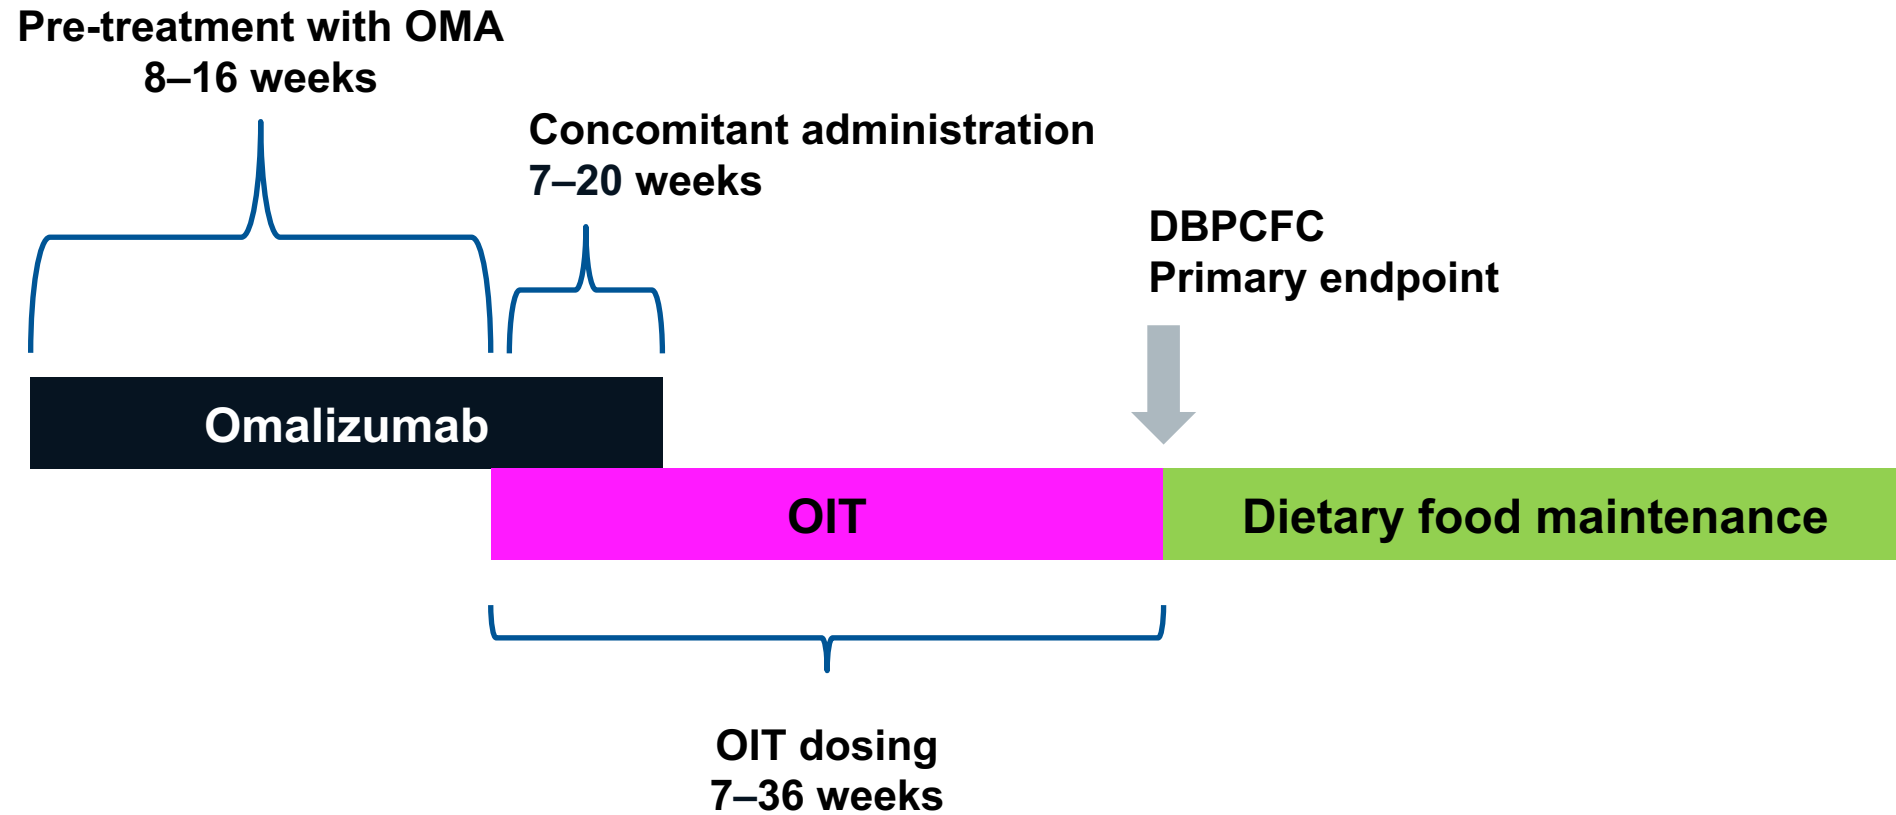 Pre-treatment with OMA
8–16 weeks
Concomitant administration
7–20 weeks
DBPCFC
Primary endpoint
Omalizumab
OIT
Dietary food maintenance
OIT dosing
7–36 weeks